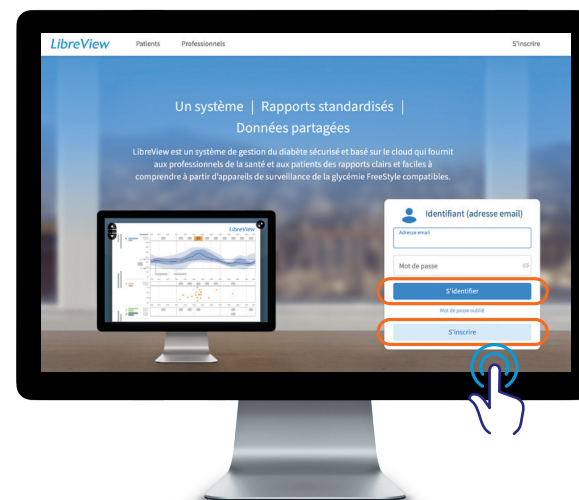 LibreView Patients Professionnels S'inscrire
Un système | Rapports standardisés |
Données partagées
LibreView est un système de gestion du diabète sécurisé et basé sur le cloud qui fournit
aux professionnels de la santé et aux patients des rapports clairs et faciles à
comprendre à partir d'appareils de surveillance de la glycémie FreeStyle compatibles.
LibreView
Identifiant (adresse email)
Adresse email
Mot de passe
S'identifier
Mot de passe oublié
S'inscrire